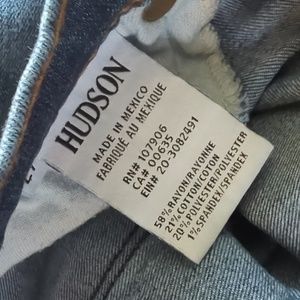 HUDSON
MADE IN MEXICO
FABRIQUÉ AU MEXIQUE
RN# 107906
CA# 00635
EIN# 20-3082491
58%RAYON/RAYONNE
21%COTTON/COTON
20%POLYESTER/POLYESTER
1%SPANDEX/SPANDEX